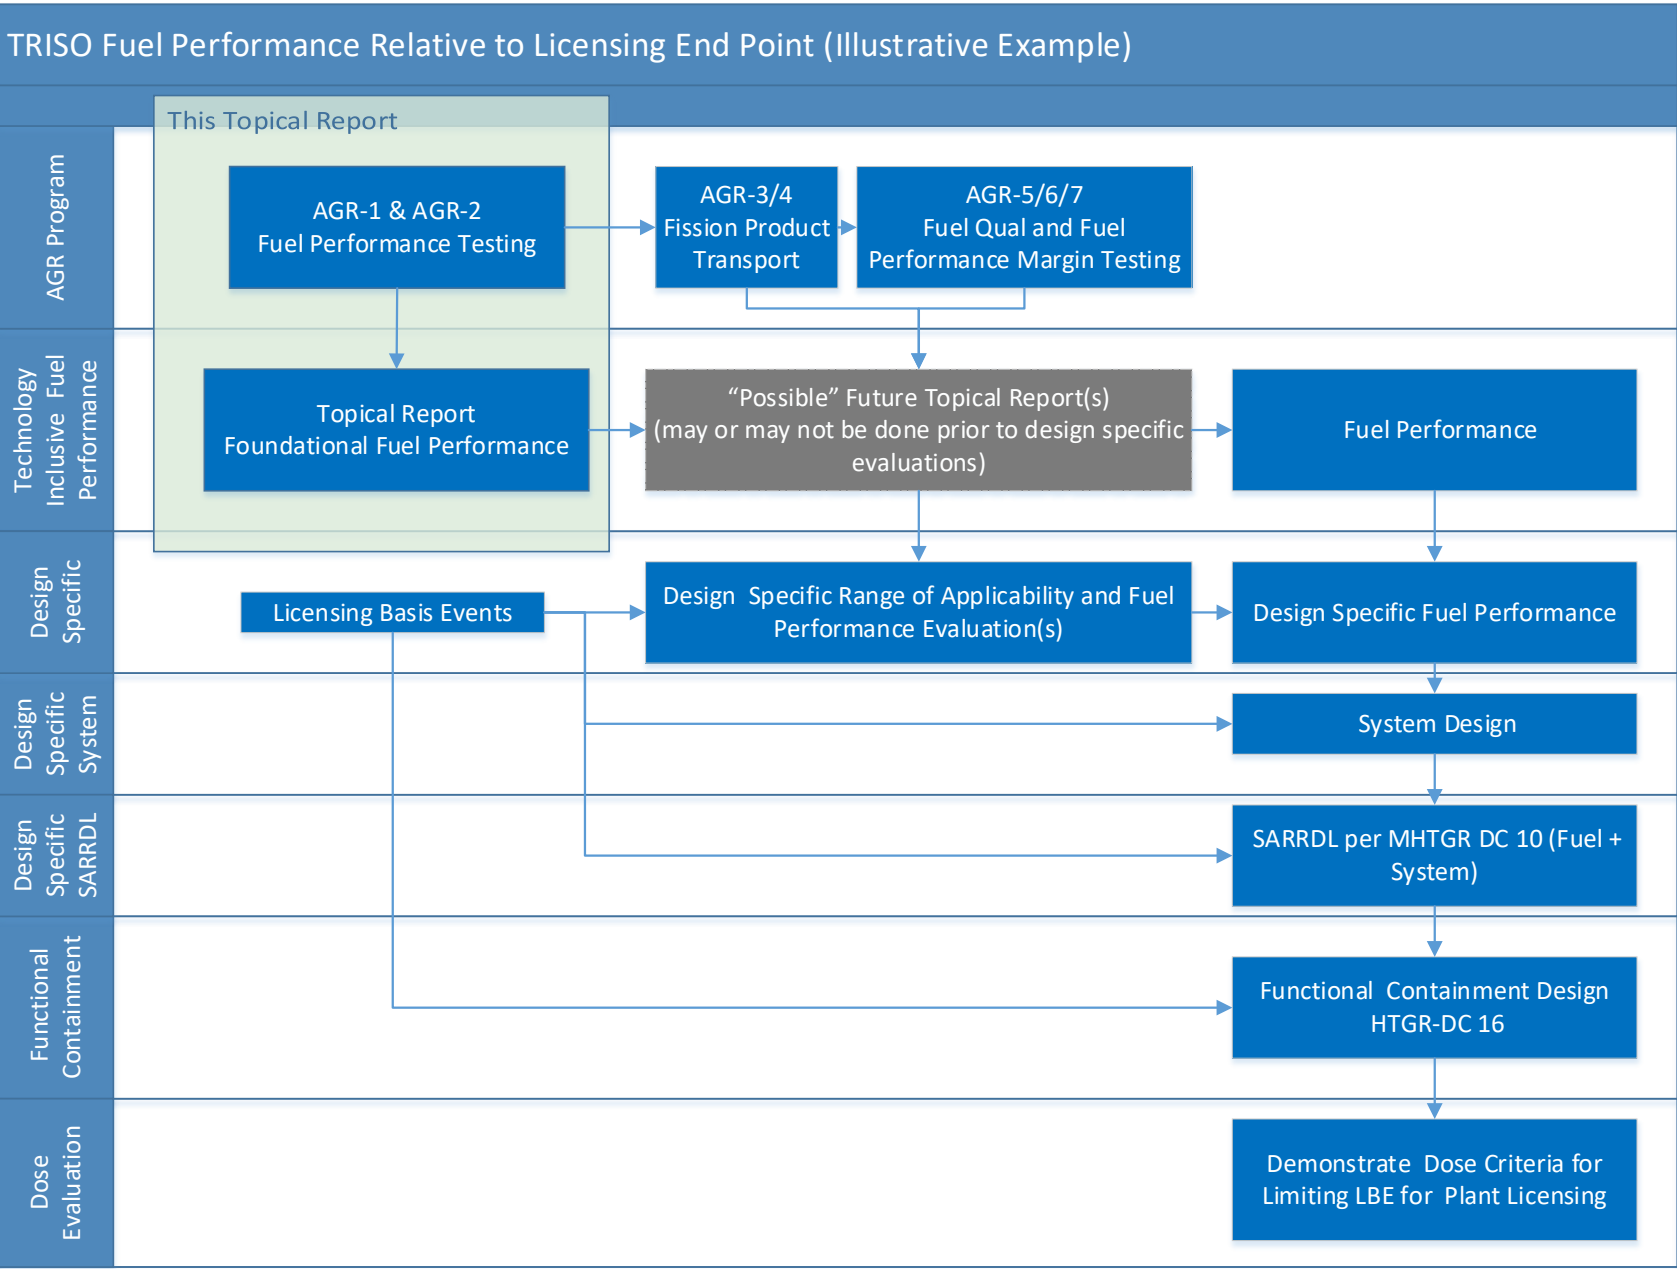 TRISO Fuel Performance Relative to Licensing End Point (Illustrative Example)
This Topical Report
AGR Program
AGR-1 & AGR-2
Fuel Performance Testing
AGR-3/4
Fission Product
Transport
AGR-5/6/7
Fuel Qual and Fuel
Performance Margin Testing
Technology
Inclusive Fuel
Performance
Topical Report
Foundational Fuel Performance
“Possible” Future Topical Report(s)
(may or may not be done prior to design specific
evaluations)
Fuel Performance
Design
Specific
Licensing Basis Events
Design Specific Range of Applicability and Fuel
Performance Evaluation(s)
Design Specific Fuel Performance
Design
Specific
System
System Design
Design
Specific
SARRDL
SARRDL per MHTGR DC 10 (Fuel +
System)
Functional
Containment
Functional Containment Design
HTGR-DC 16
Dose
Evaluation
Demonstrate Dose Criteria for
Limiting LBE for Plant Licensing